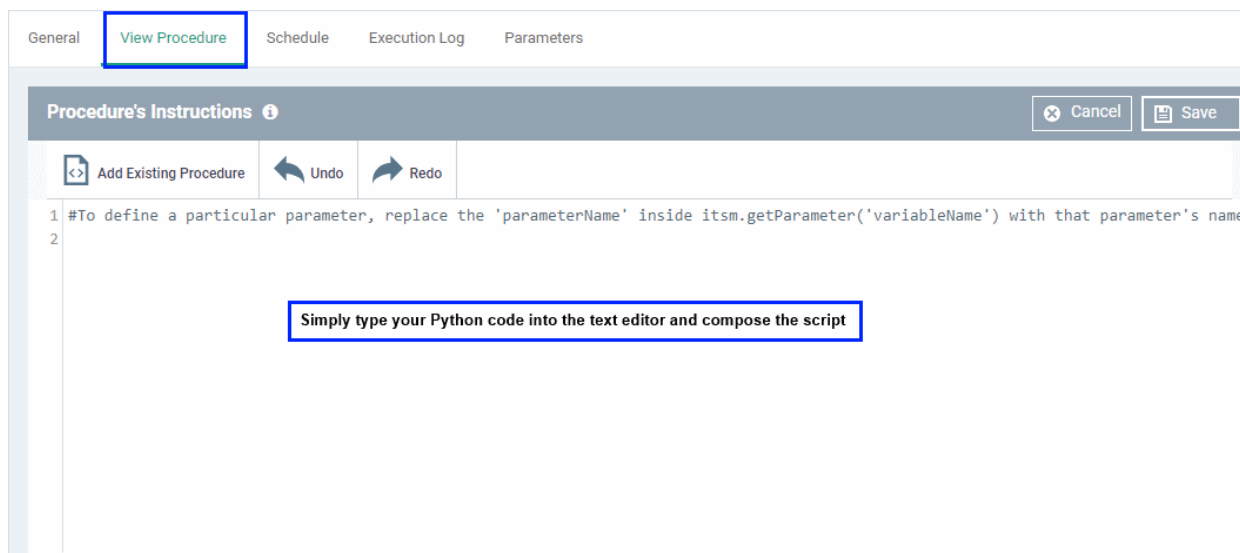 General View Procedure Schedule Execution Log Parameters
Procedure's Instructions Cancel Save
Add Existing Procedure Undo Redo
1 #To define a particular parameter, replace the 'parameterName' inside itsm.getParameter('variableName') with that parameter's name
2
Simply type your Python code into the text editor and compose the script